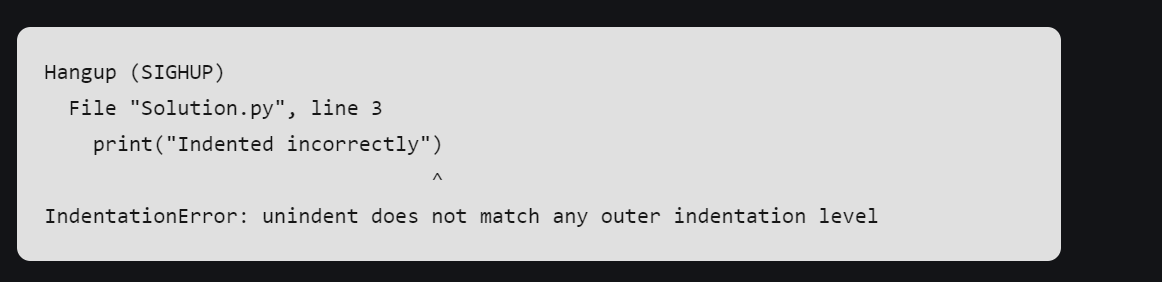 Hangup (SIGHUP)
  File "Solution.py", line 3
    print("Indented incorrectly")
                                ^
IndentationError: unindent does not match any outer indentation level